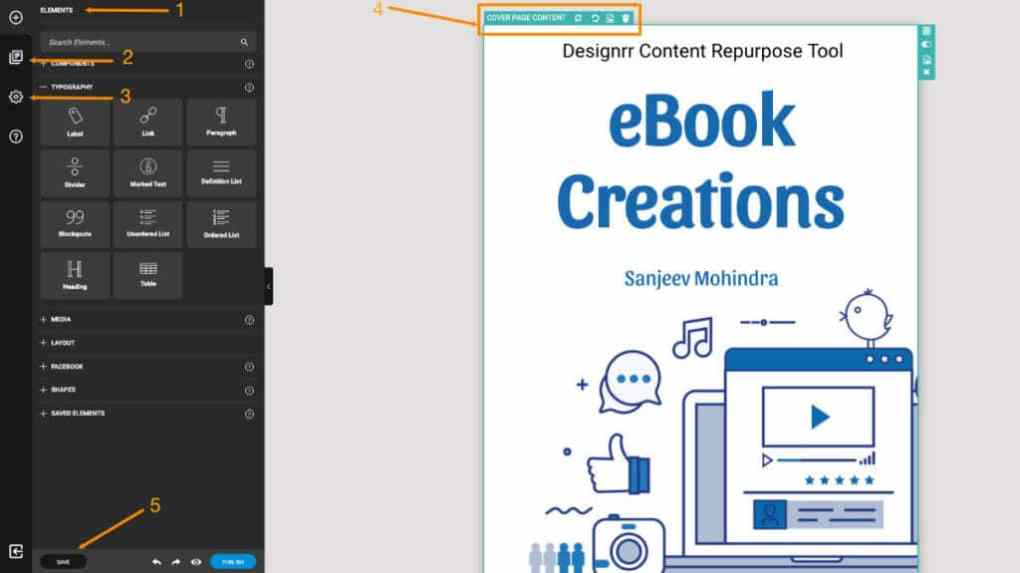 ELEMENTS
1
Search Elements...
2
COMPONENTS
3
TYPOGRAPHY
Label
Link
Paragraph
Divider
Marked Text
Definition List
99
Blockquote
Unordered List
Ordered List
Heading
Table
MEDIA
LAYOUT
FACEBOOK
SHAPES
SAVED ELEMENTS
5
SAVE
PUBLISH
4
COVER PAGE CONTENT
Designrr Content Repurpose Tool
eBook
Creations
Sanjeev Mohindra